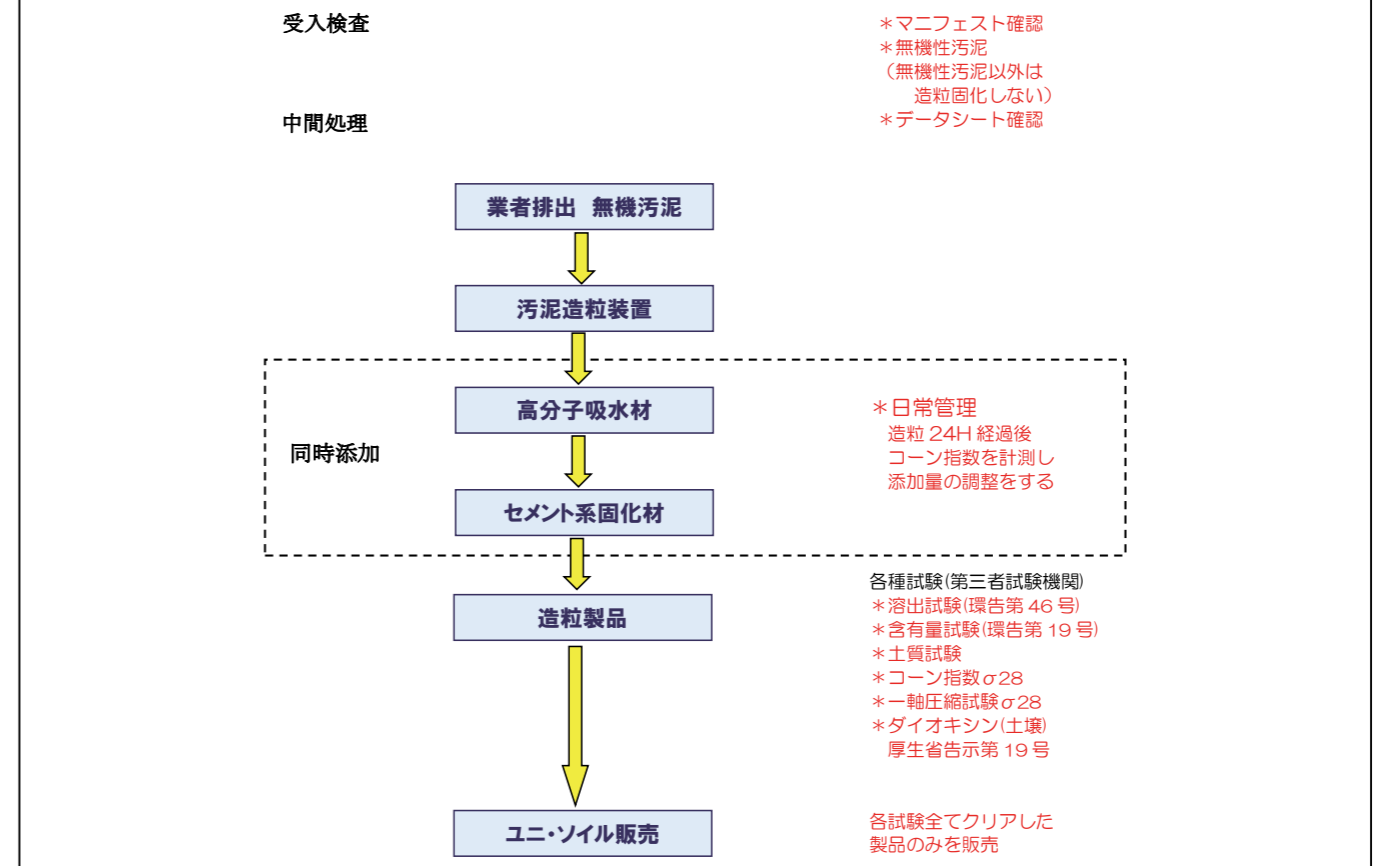 受入検査
＊マニフェスト確認
＊無機性汚泥
（無機性汚泥以外は
造粒固化しない）
中間処理
＊データシート確認
業者排出　無機汚泥
汚泥造粒装置
高分子吸水材
同時添加
セメント系固化材
＊日常管理
造粒 24H 経過後
コーン指数を計測し
添加量の調整をする
造粒製品
各種試験(第三者試験機関)
＊溶出試験(環告第 46 号)
＊含有量試験(環告第 19 号)
＊土質試験
＊コーン指数σ28
＊一軸圧縮試験σ28
＊ダイオキシン(土壌)
厚生省告示第 19 号
ユニ・ソイル販売
各試験全てクリアした
製品のみを販売